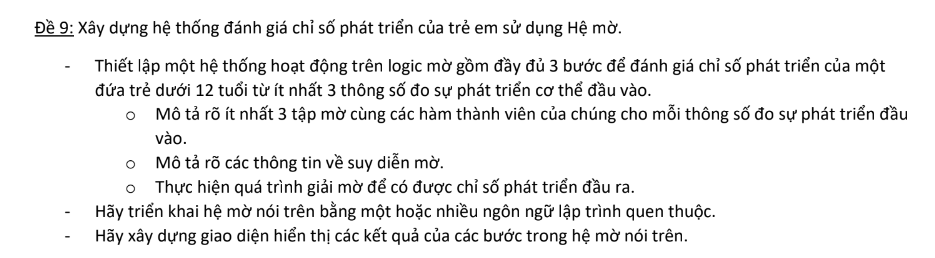 Đề 9: Xây dựng hệ thống đánh giá chỉ số phát triển của trẻ em sử dụng Hệ mờ.
- Thiết lập một hệ thống hoạt động trên logic mờ gồm đầy đủ 3 bước để đánh giá chỉ số phát triển của một
đứa trẻ dưới 12 tuổi từ ít nhất 3 thông số đo sự phát triển cơ thể đầu vào.
o Mô tả rõ ít nhất 3 tập mờ cùng các hàm thành viên của chúng cho mỗi thông số đo sự phát triển đầu
vào.
o Mô tả rõ các thông tin về suy diễn mờ.
o Thực hiện quá trình giải mờ để có được chỉ số phát triển đầu ra.
- Hãy triển khai hệ mờ nói trên bằng một hoặc nhiều ngôn ngữ lập trình quen thuộc.
- Hãy xây dựng giao diện hiển thị các kết quả của các bước trong hệ mờ nói trên.